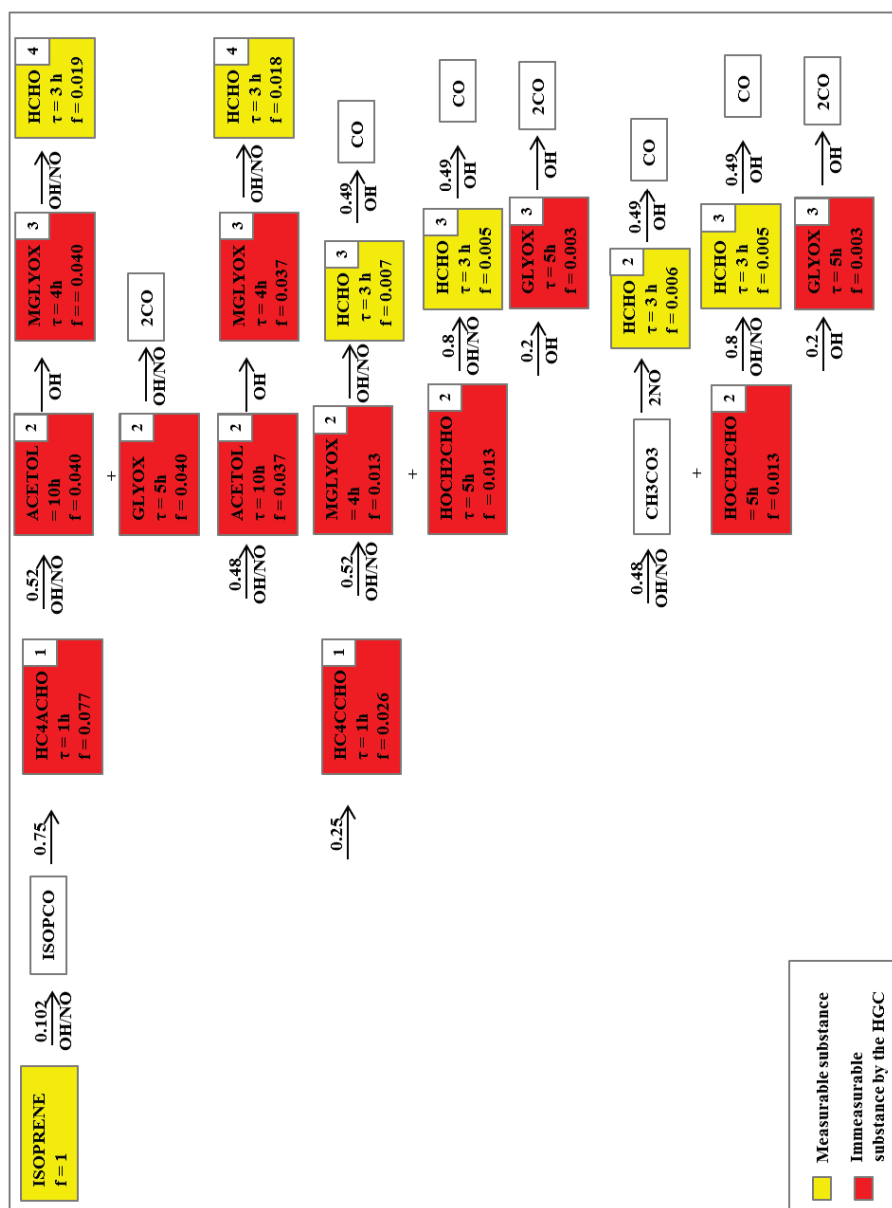 ISOPRENE
f = 1
0.102
OH/NO
ISOPCO
0.75
HC4ACHO
τ = 1h
f = 0.077
1
0.52
OH/NO
ACETOL
= 10h
f = 0.040
2
OH
MGLYOX
τ = 4h
f == 0.040
3
OH/NO
HCHO
τ = 3 h
f = 0.019
4
+
GLYOX
τ = 5h
f = 0.040
2
OH/NO
2CO
0.48
OH/NO
ACETOL
τ = 10h
f = 0.037
2
OH
MGLYOX
τ = 4h
f = 0.037
3
OH/NO
HCHO
τ = 3 h
f = 0.018
4
0.25
HC4CCHO
τ = 1h
f = 0.026
1
0.52
OH/NO
MGLYOX
= 4h
f = 0.013
2
OH/NO
HCHO
τ = 3 h
f = 0.007
3
0.49
OH
CO
+
HOCH2CHO
τ = 5h
f = 0.013
2
0.8
OH/NO
HCHO
τ = 3 h
f = 0.005
3
0.49
OH
CO
0.2
OH
GLYOX
τ = 5h
f = 0.003
3
OH
2CO
0.48
OH/NO
CH3CO3
2NO
HCHO
τ = 3 h
f = 0.006
2
0.49
OH
CO
+
HOCH2CHO
= 5h
f = 0.013
2
0.8
OH/NO
HCHO
τ = 3 h
f = 0.005
3
0.49
OH
CO
0.2
OH
GLYOX
τ = 5h
f = 0.003
3
OH
2CO
Measurable substance
Immeasurable
substance by the HGC